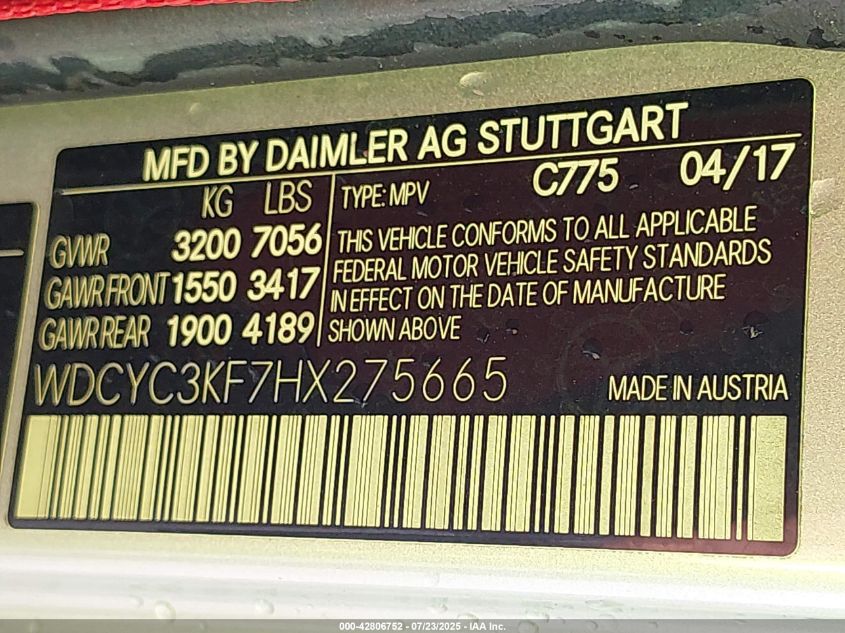 MFD BY DAIMLER AG STUTTGART
KG LBS
GVWR 3200 7056
GAWR FRONT 1550 3417
GAWR REAR 1900 4189
TYPE: MPV C775 04/17
THIS VEHICLE CONFORMS TO ALL APPLICABLE
FEDERAL MOTOR VEHICLE SAFETY STANDARDS
IN EFFECT ON THE DATE OF MANUFACTURE
SHOWN ABOVE
WDCYC3KF7HX275665 MADE IN AUSTRIA
000-42806752 - 07/23/2025 - IAA Inc.